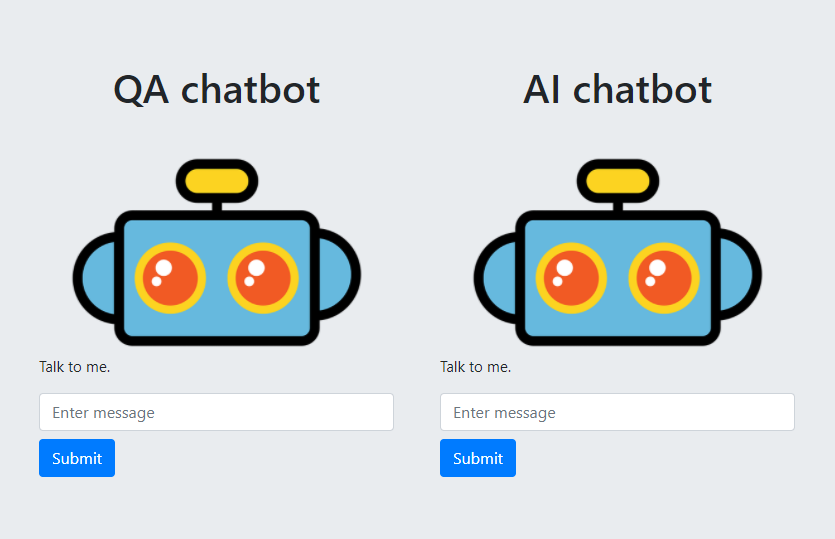 QA chatbot
Talk to me.
Enter message
Submit
AI chatbot
Talk to me.
Enter message
Submit